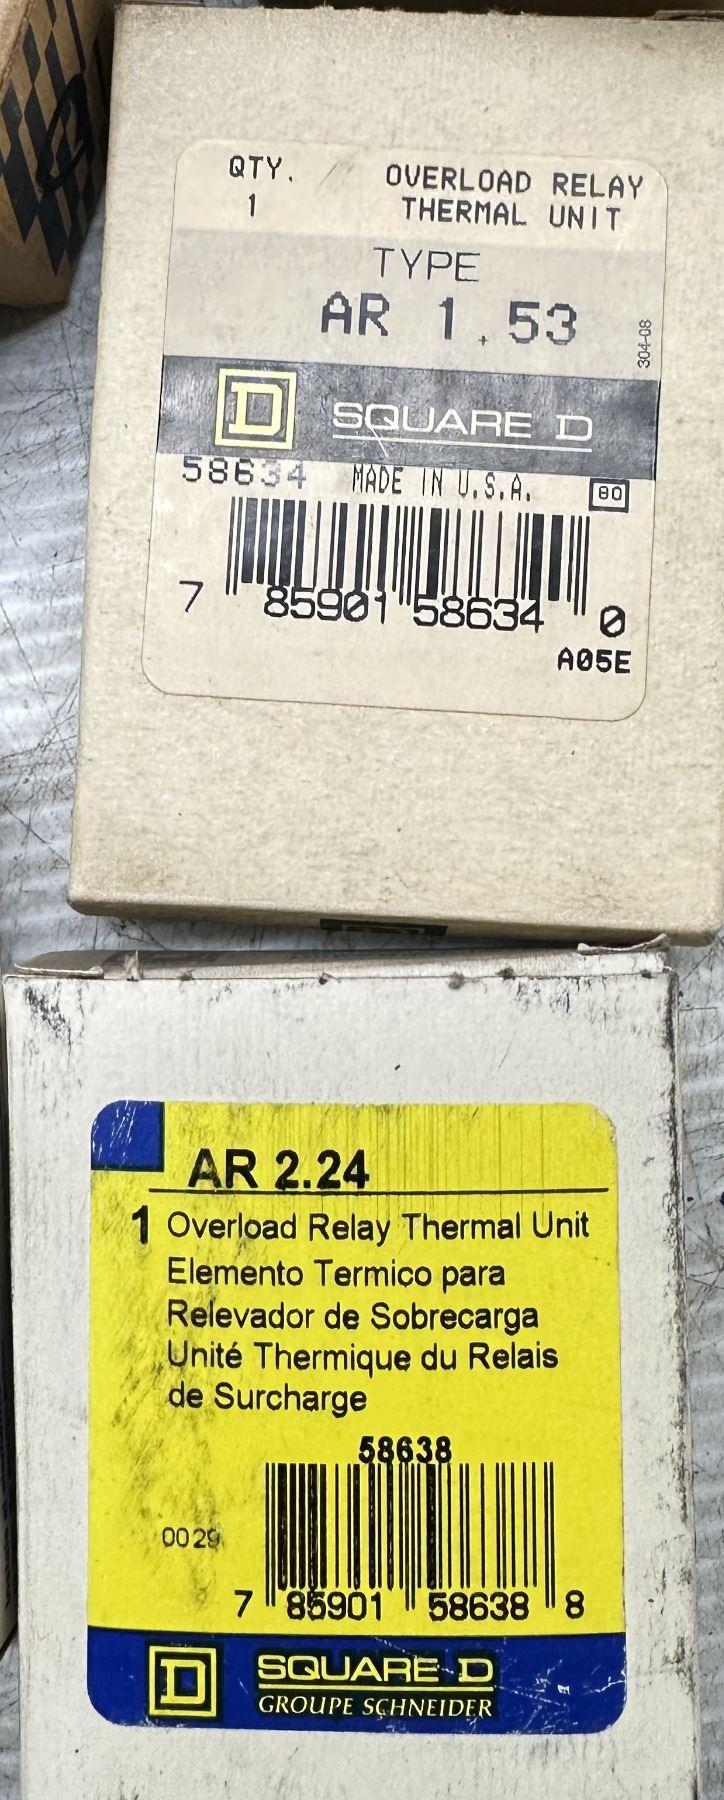 QTY. OVERLOAD RELAY
1 THERMAL UNIT
TYPE
AR 1.53
304-08
D SQUARE D
58634 MADE IN U.S.A. 80
7 85901 58634 0
A05E
AR 2.24
1 Overload Relay Thermal Unit
Elemento Termico para
Relevador de Sobrecarga
Unité Thermique du Relais
de Surcharge
58638
0029
7 85901 58638 8
D SQUARE D
GROUPE SCHNEIDER